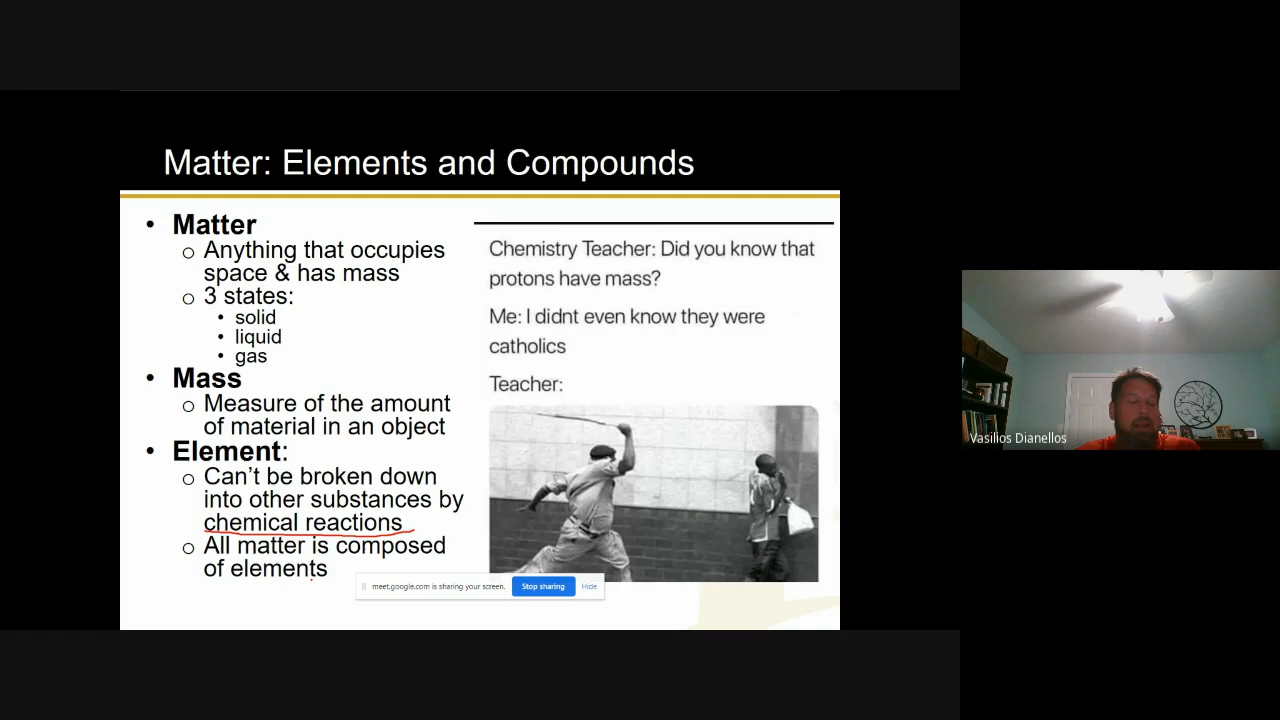 Matter: Elements and Compounds
• Matter
o Anything that occupies
space & has mass
o 3 states:
• solid
• liquid
• gas
• Mass
o Measure of the amount
of material in an object
• Element:
o Can't be broken down
into other substances by
chemical reactions
o All matter is composed
of elements
Chemistry Teacher: Did you know that
protons have mass?
Me: I didnt even know they were
catholics
Teacher:
meet.google.com is sharing your screen.
Stop sharing
Hide
Vasilios Dianellos